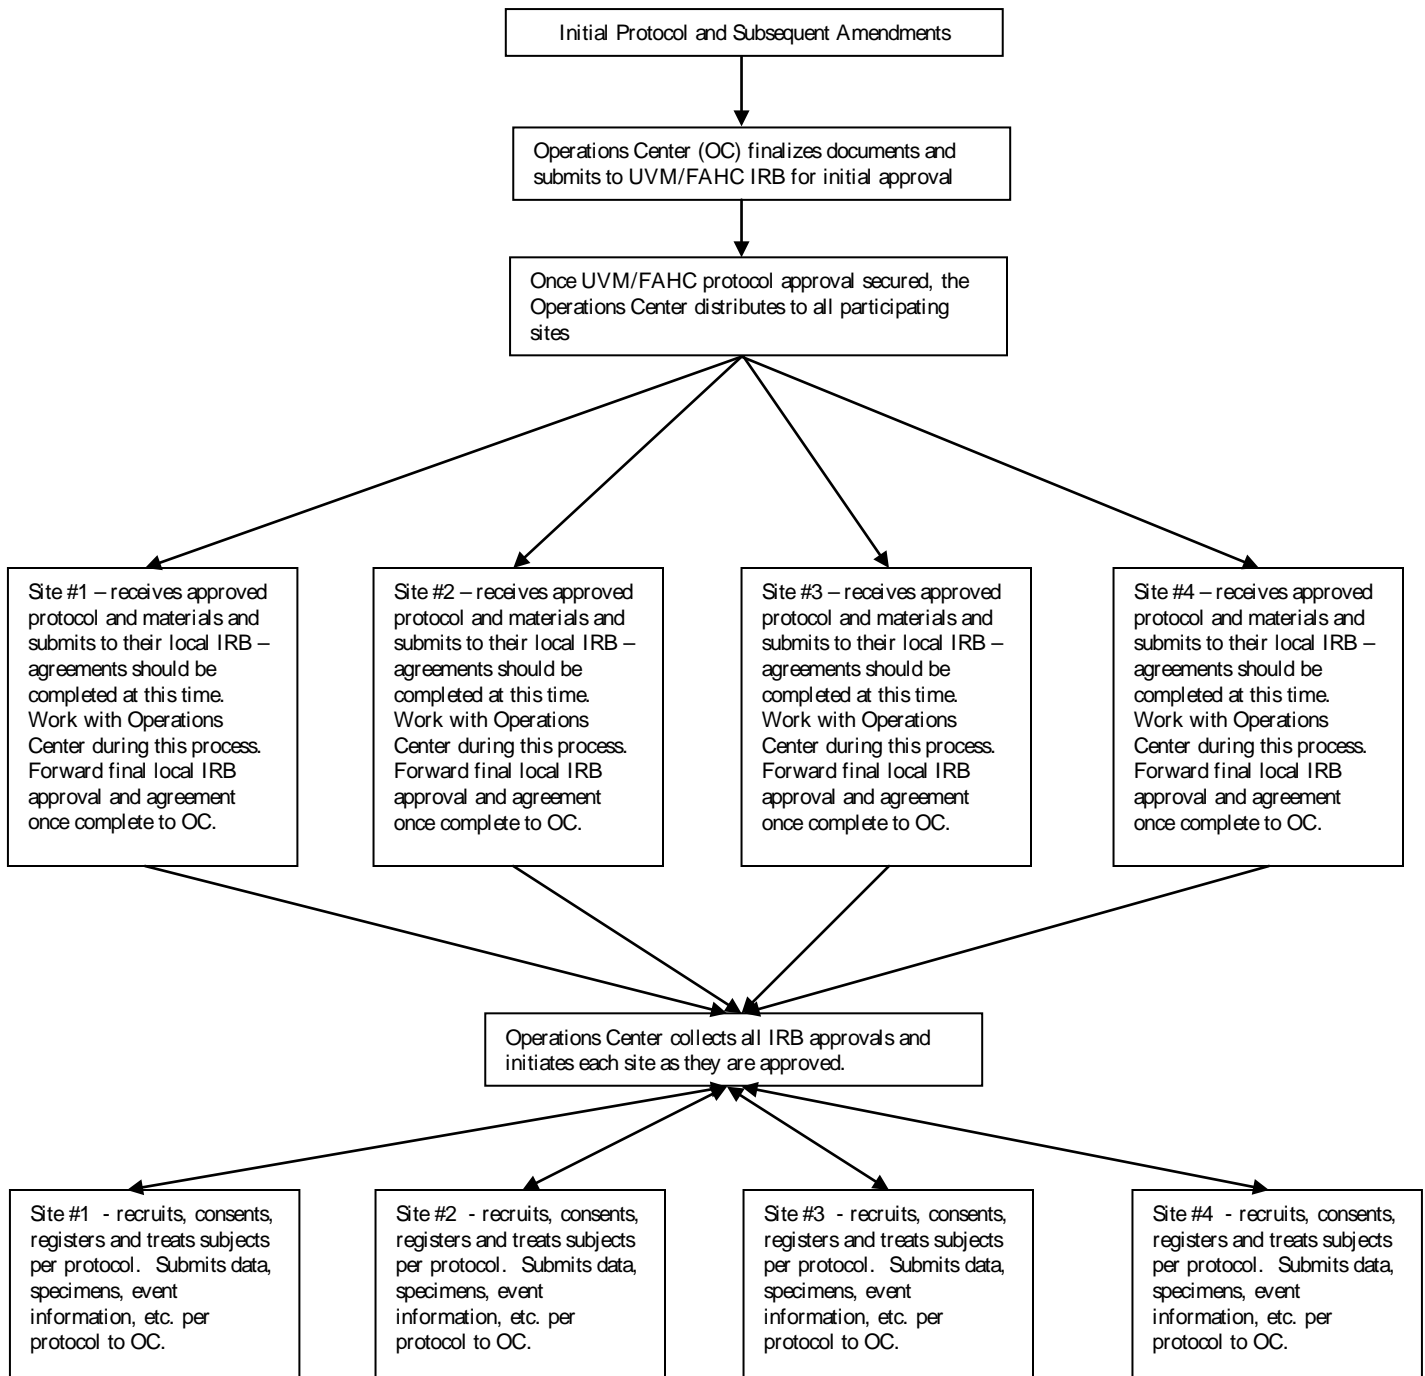 Initial Protocol and Subsequent Amendments
Operations Center (OC) finalizes documents and
submits to UVM/FAHC IRB for initial approval
Once UVM/FAHC protocol approval secured, the
Operations Center distributes to all participating
sites
Site #1 – receives approved
protocol and materials and
submits to their local IRB –
agreements should be
completed at this time.
Work with Operations
Center during this process.
Forward final local IRB
approval and agreement
once complete to OC.
Site #2 – receives approved
protocol and materials and
submits to their local IRB –
agreements should be
completed at this time.
Work with Operations
Center during this process.
Forward final local IRB
approval and agreement
once complete to OC.
Site #3 – receives approved
protocol and materials and
submits to their local IRB –
agreements should be
completed at this time.
Work with Operations
Center during this process.
Forward final local IRB
approval and agreement
once complete to OC.
Site #4 – receives approved
protocol and materials and
submits to their local IRB –
agreements should be
completed at this time.
Work with Operations
Center during this process.
Forward final local IRB
approval and agreement
once complete to OC.
Operations Center collects all IRB approvals and
initiates each site as they are approved.
Site #1 - recruits, consents,
registers and treats subjects
per protocol. Submits data,
specimens, event
information, etc. per
protocol to OC.
Site #2 - recruits, consents,
registers and treats subjects
per protocol. Submits data,
specimens, event
information, etc. per
protocol to OC.
Site #3 - recruits, consents,
registers and treats subjects
per protocol. Submits data,
specimens, event
information, etc. per
protocol to OC.
Site #4 - recruits, consents,
registers and treats subjects
per protocol. Submits data,
specimens, event
information, etc. per
protocol to OC.